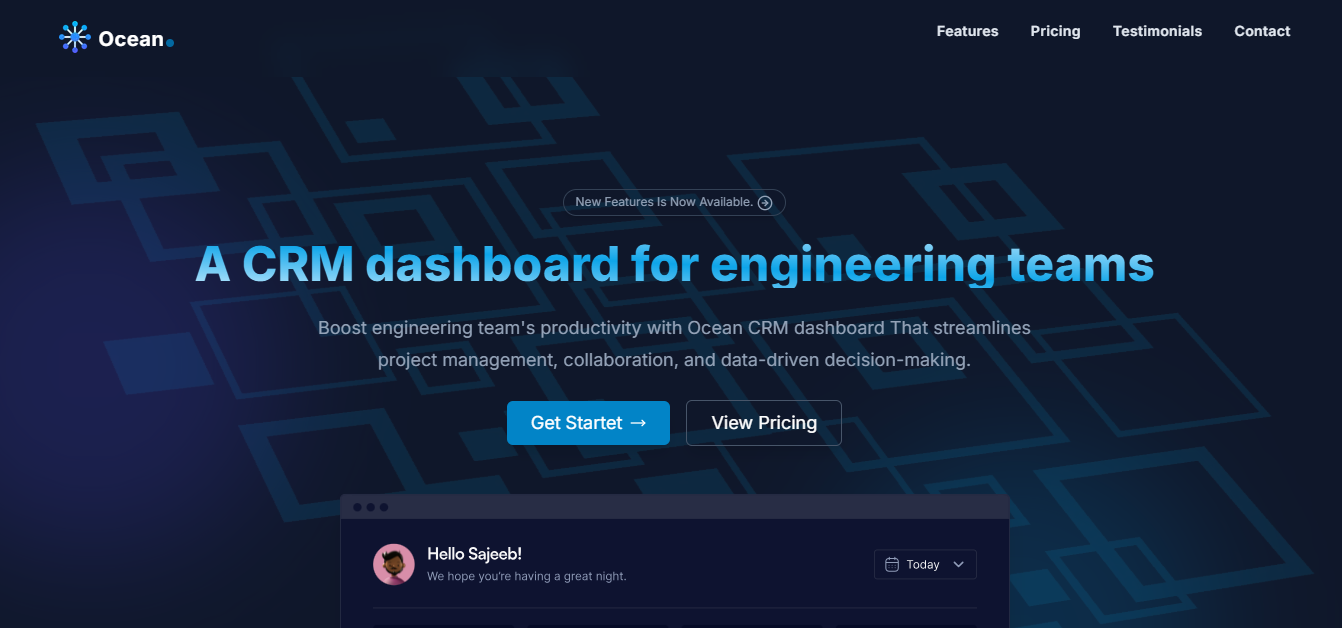 Ocean
Features Pricing Testimonials Contact
New Features Is Now Available.
A CRM dashboard for engineering teams
Boost engineering team's productivity with Ocean CRM dashboard That streamlines
project management, collaboration, and data-driven decision-making.
Get Startet →
View Pricing
Hello Sajeeb!
We hope you're having a great night.
Today